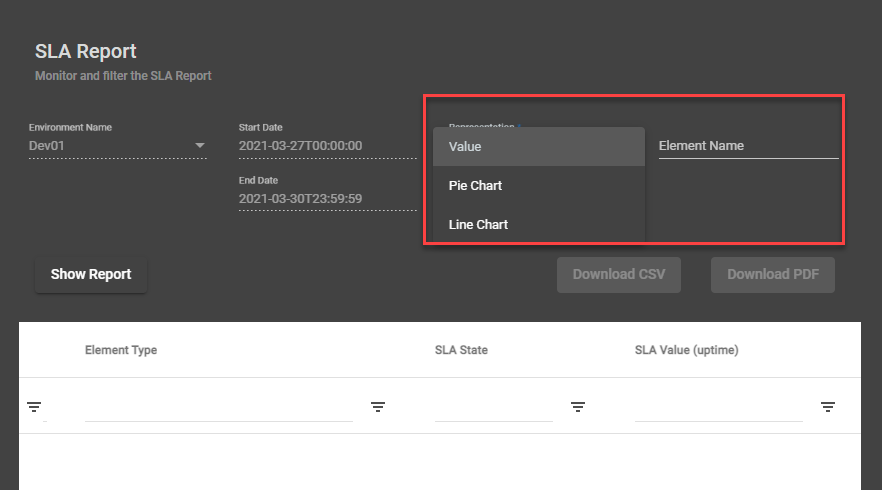 SLA Report
Monitor and filter the SLA Report
Environment Name
Dev01
Start Date
2021-03-27T00:00:00
End Date
2021-03-30T23:59:59
Representation *
Value
Pie Chart
Line Chart
Element Name
Show Report
Download CSV
Download PDF
Element Type
SLA State
SLA Value (uptime)